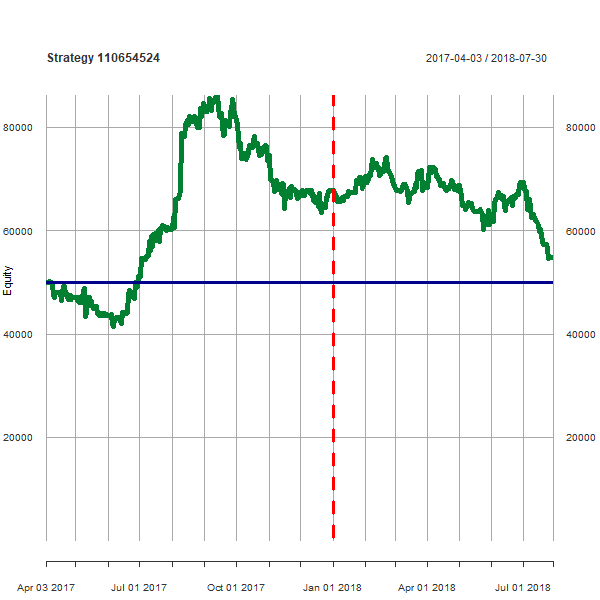 Strategy 110654524 2017-04-03 / 2018-07-30
80000 80000
60000 60000
Equity
40000 40000
20000 20000
Apr 03 2017 Jul 01 2017 Oct 01 2017 Jan 01 2018 Apr 01 2018 Jul 01 2018